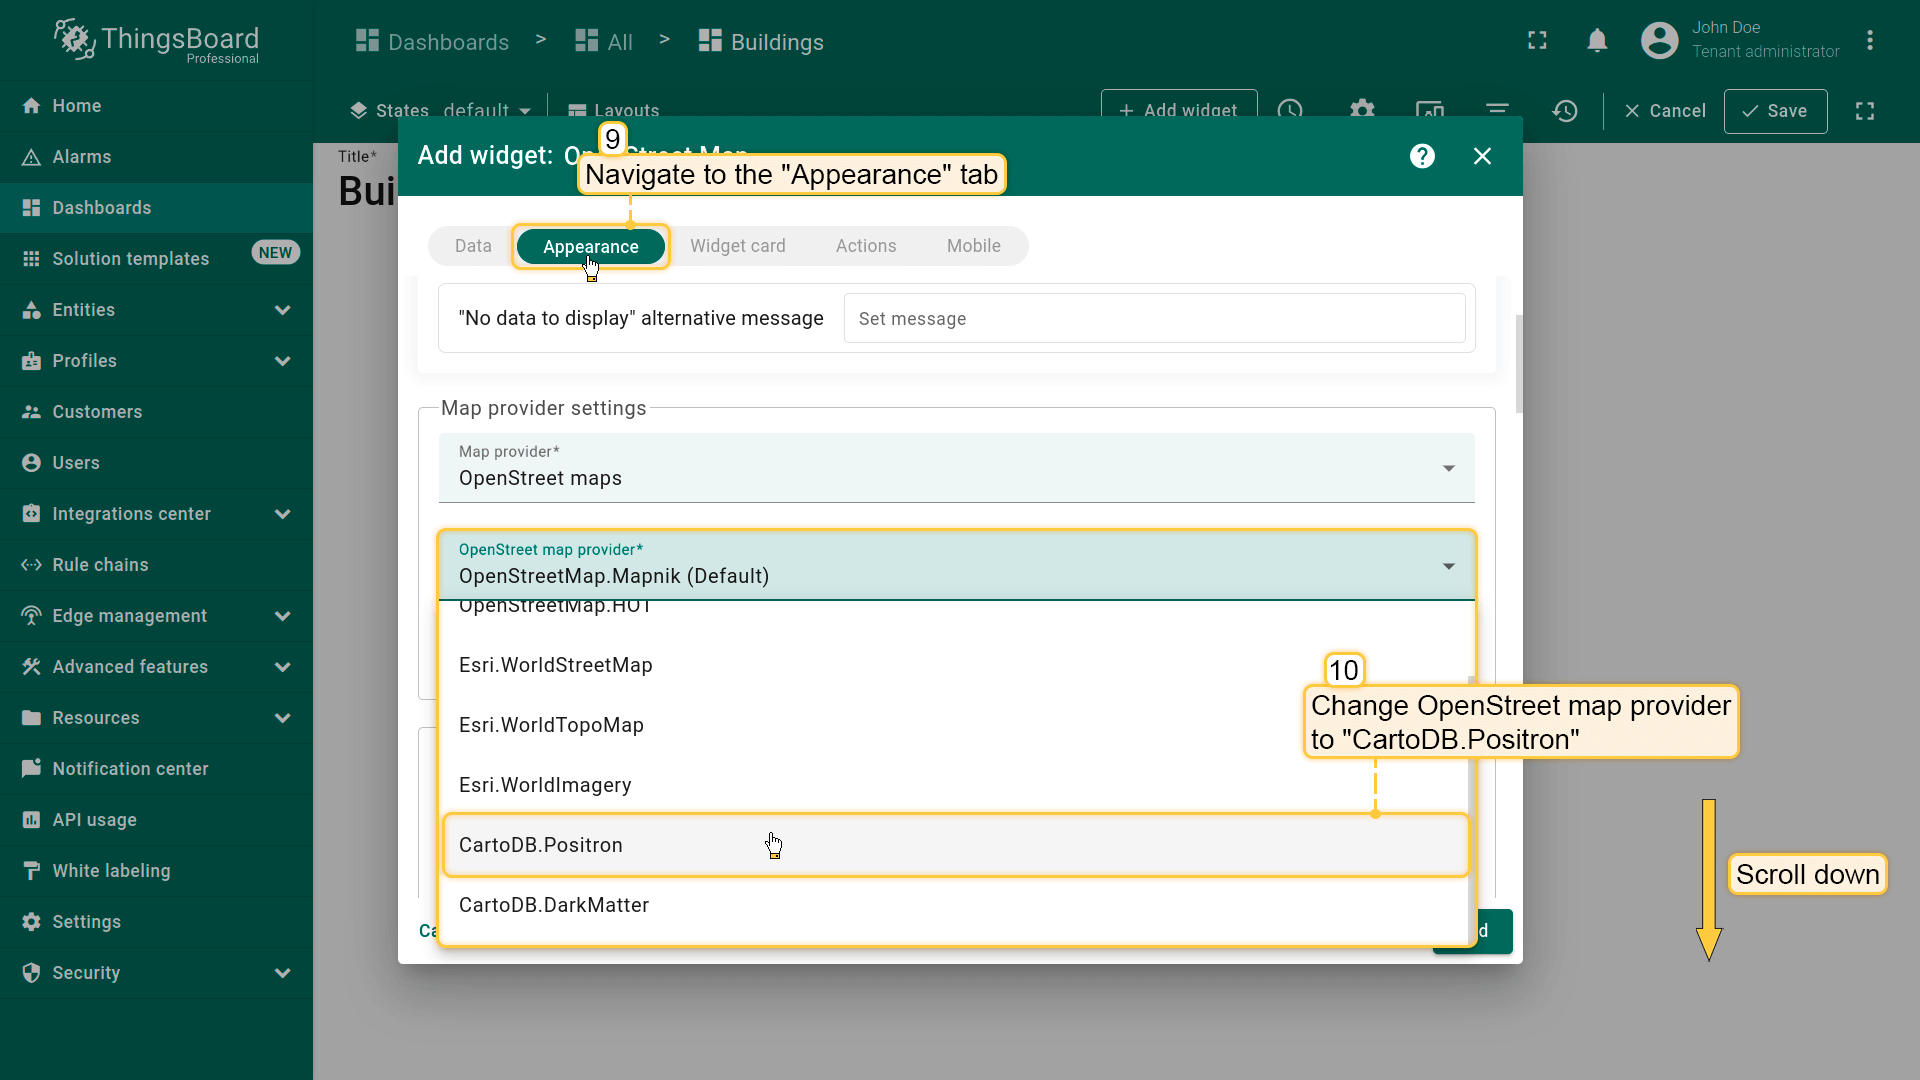 ThingsBoard
Professional
Dashboards > All > Buildings
John Doe
Tenant administrator
Home
Alarms
Dashboards
Solution templates NEW
Entities
Profiles
Customers
Users
Integrations center
Rule chains
Edge management
Advanced features
Resources
Notification center
API usage
White labeling
Settings
Security
States default
Layouts
+ Add widget
Cancel
Save
Title*
Bui
Add widget:
9
Navigate to the "Appearance" tab
Data
Appearance
Widget card
Actions
Mobile
"No data to display" alternative message
Set message
Map provider settings
Map provider*
OpenStreet maps
OpenStreet map provider*
OpenStreetMap.Mapnik (Default)
OpenStreetMap.HOT
Esri.WorldStreetMap
Esri.WorldTopoMap
Esri.WorldImagery
CartoDB.Positron
CartoDB.DarkMatter
10
Change OpenStreet map provider
to "CartoDB.Positron"
Scroll down